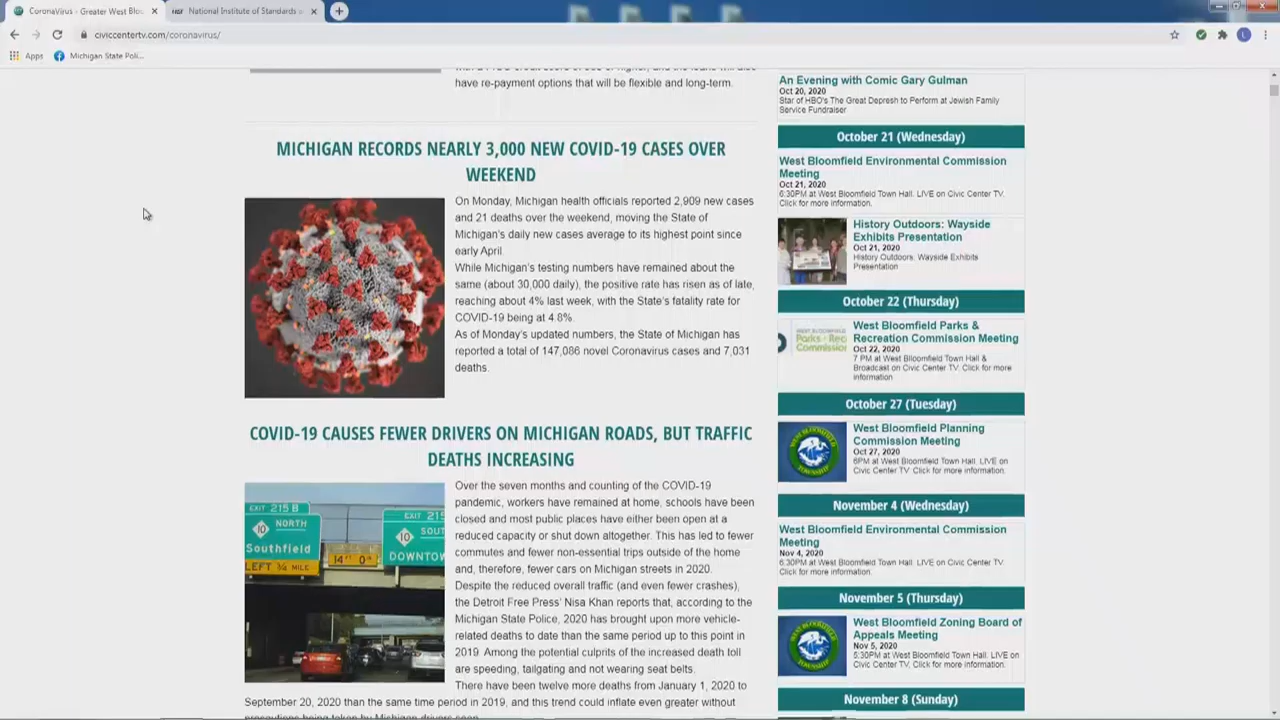 CoronaVirus - Greater West Blo
National Institute of Standards
civiccentertv.com/coronavirus/
L
Apps
Michigan State Poli...
have re-payment options that will be flexible and long-term.
MICHIGAN RECORDS NEARLY 3,000 NEW COVID-19 CASES OVER
WEEKEND
On Monday, Michigan health officials reported 2,909 new cases
and 21 deaths over the weekend, moving the State of
Michigan's daily new cases average to its highest point since
early April.
While Michigan's testing numbers have remained about the
same (about 30,000 daily), the positive rate has risen as of late,
reaching about 4% last week, with the State's fatality rate for
COVID-19 being at 4.8%.
As of Monday's updated numbers, the State of Michigan has
reported a total of 147,086 novel Coronavirus cases and 7,031
deaths.
COVID-19 CAUSES FEWER DRIVERS ON MICHIGAN ROADS, BUT TRAFFIC
DEATHS INCREASING
EXIT 215 B
10 NORTH
Southfield
LEFT 3/4 MILE
14' 0"
EXIT 215
10 SOUT
DOWNTOW
Over the seven months and counting of the COVID-19
pandemic, workers have remained at home, schools have been
closed and most public places have either been open at a
reduced capacity or shut down altogether. This has led to fewer
commutes and fewer non-essential trips outside of the home
and, therefore, fewer cars on Michigan streets in 2020.
Despite the reduced overall traffic (and even fewer crashes),
the Detroit Free Press' Nisa Khan reports that, according to the
Michigan State Police, 2020 has brought upon more vehicle-
related deaths to date than the same period up to this point in
2019. Among the potential culprits of the increased death toll
are speeding, tailgating and not wearing seat belts.
There have been twelve more deaths from January 1, 2020 to
September 20, 2020 than the same time period in 2019, and this trend could inflate even greater without
An Evening with Comic Gary Gulman
Oct 20, 2020
Star of HBO's The Great Depresh to Perform at Jewish Family
Service Fundraiser
October 21 (Wednesday)
West Bloomfield Environmental Commission
Meeting
Oct 21, 2020
6:30PM at West Bloomfield Town Hall. LIVE on Civic Center TV.
Click for more information.
History Outdoors: Wayside
Exhibits Presentation
Oct 21, 2020
History Outdoors: Wayside Exhibits
Presentation
October 22 (Thursday)
Parks & Rec
Commission
West Bloomfield Parks &
Recreation Commission Meeting
Oct 22, 2020
7 PM at West Bloomfield Town Hall &
Broadcast on Civic Center TV. Click for more
information
October 27 (Tuesday)
West Bloomfield Planning
Commission Meeting
Oct 27, 2020
6PM at West Bloomfield Town Hall. LIVE on
Civic Center TV. Click for more information.
November 4 (Wednesday)
West Bloomfield Environmental Commission
Meeting
Nov 4, 2020
6:30PM at West Bloomfield Town Hall. LIVE on Civic Center TV.
Click for more information.
November 5 (Thursday)
West Bloomfield Zoning Board of
Appeals Meeting
Nov 5, 2020
5:30PM at West Bloomfield Town Hall. LIVE on
Civic Center TV. Click for more information.
November 8 (Sunday)